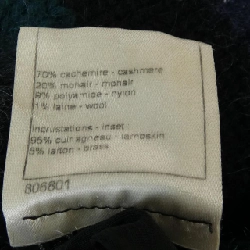 70% cachemire - cashmere
20% mohair - mohair
9% polyamide - nylon
1% laine - wool
Incrustations - Inset
95% cuir agneau - lambskin
5% laiton - brass
806601